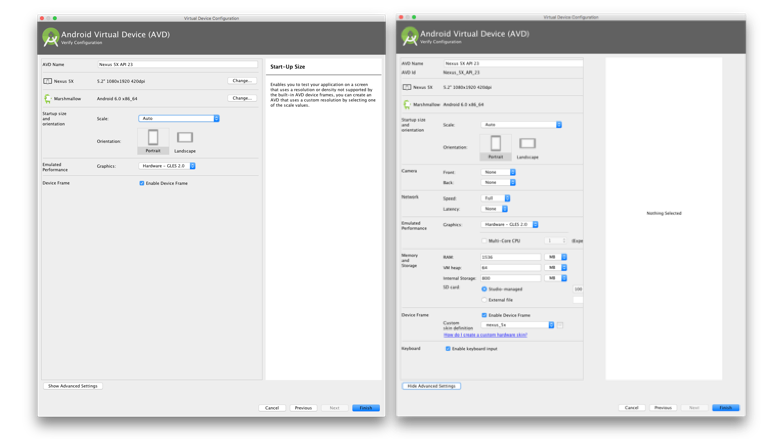 Virtual Device Configuration
Android Virtual Device (AVD)
Verify Configuration
AVD Name Nexus 5X API 23
Nexus 5X 5.2" 1080x1920 420dpi Change...
Marshmallow Android 6.0 x86_64 Change...
Startup size
and
orientation
Scale: Auto
Orientation:
Portrait Landscape
Emulated
Performance
Graphics: Hardware - GLES 2.0
Device Frame Enable Device Frame
Show Advanced Settings
Start-Up Size
Enables you to test your application on a screen
that uses a resolution or density not supported by
the built-in AVD device frames, you can create an
AVD that uses a custom resolution by selecting one
of the scale values.
Cancel Previous Next Finish
Virtual Device Configuration
Android Virtual Device (AVD)
Verify Configuration
AVD Name Nexus 5X API 23
AVD Id Nexus_5X_API_23
Nexus 5X 5.2" 1080x1920 420dpi
Marshmallow Android 6.0 x86_64
Startup size
and
orientation
Scale: Auto
Orientation:
Portrait Landscape
Camera Front: None
Back: None
Network Speed: Full
Latency: None
Emulated
Performance
Graphics: Hardware - GLES 2.0
Multi-Core CPU
Memory
and
Storage
RAM: 1536 MB
VM heap: 64 MB
Internal Storage: 800 MB
SD card Studio-managed 100
External file
Device Frame Enable Device Frame
Custom
skin definition nexus_5x
How do I create a custom hardware skin?
Keyboard Enable keyboard input
Hide Advanced Settings
Nothing Selected
Cancel Previous Next Finish